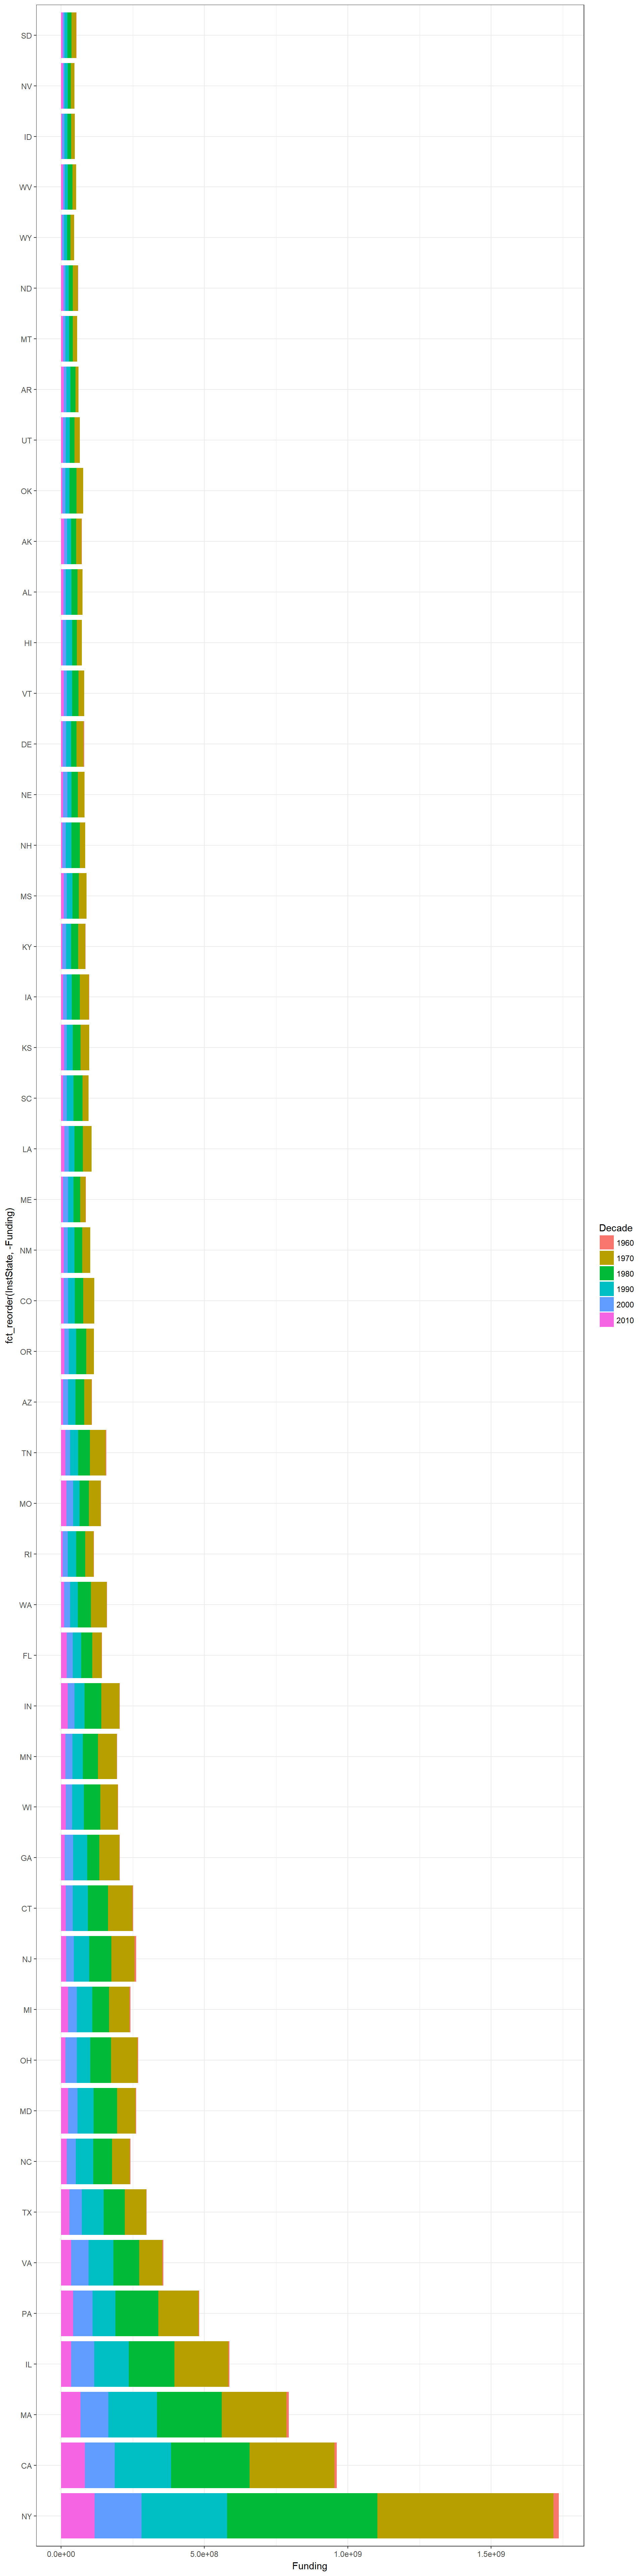 SD
NV
ID
WV
WY
ND
MT
AR
UT
OK
AK
AL
HI
VT
DE
NE
NH
MS
KY
IA
KS
SC
LA
ME
NM
CO
OR
AZ
TN
MO
RI
WA
FL
IN
MN
WI
GA
CT
NJ
MI
OH
MD
NC
TX
VA
PA
IL
MA
CA
NY
fct_reorder(InstState, -Funding)
0.0e+00 5.0e+08 1.0e+09 1.5e+09
Funding
Decade
1960
1970
1980
1990
2000
2010